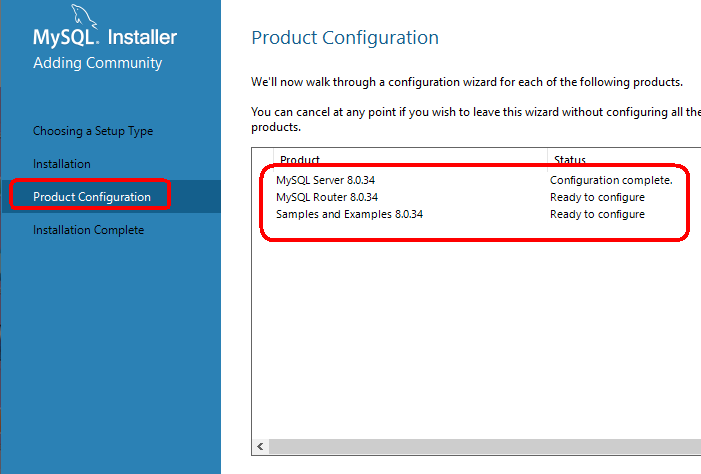 MySQL. Installer
Adding Community
Choosing a Setup Type
Installation
Product Configuration
Installation Complete
Product Configuration
We'll now walk through a configuration wizard for each of the following products.
You can cancel at any point if you wish to leave this wizard without configuring all the
products.
Product Status
MySQL Server 8.0.34 Configuration complete.
MySQL Router 8.0.34 Ready to configure
Samples and Examples 8.0.34 Ready to configure